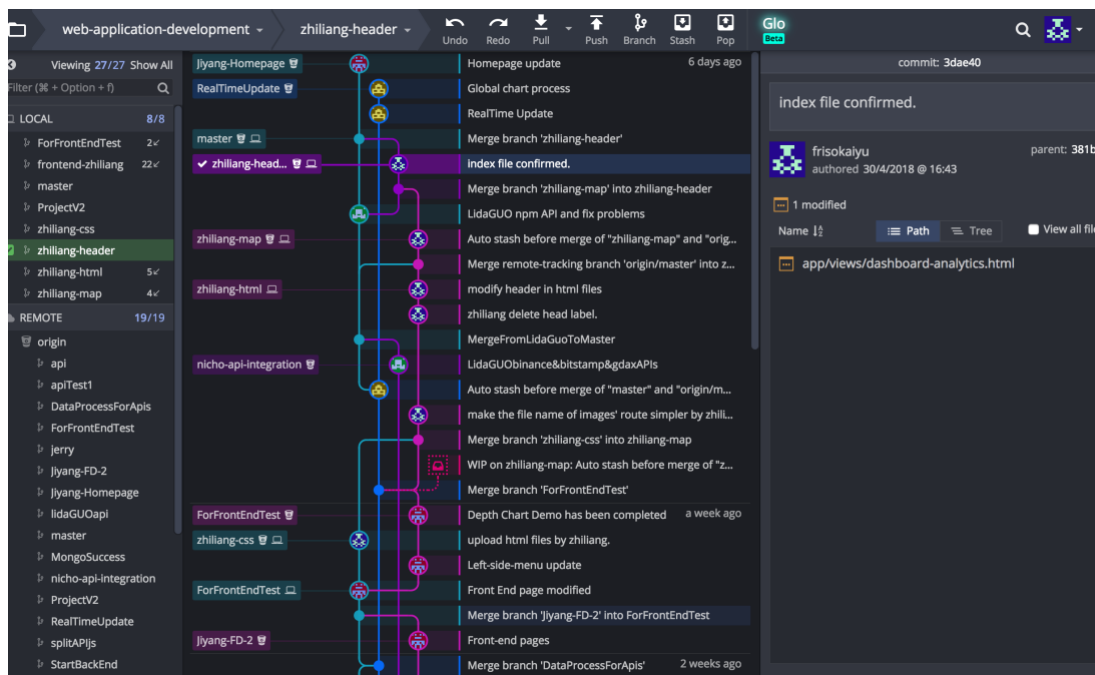 web-application-development
zhiliang-header
Undo
Redo
Pull
Push
Branch
Stash
Pop
Glo
Beta
Viewing 27/27 Show All
Filter (⌘ + Option + f)
LOCAL 8/8
ForFrontEndTest 2↙
frontend-zhiliang 22↙
master
ProjectV2
zhiliang-css
zhiliang-header
zhiliang-html 5↙
zhiliang-map 4↙
REMOTE 19/19
origin
api
apiTest1
DataProcessForApis
ForFrontEndTest
jerry
Jiyang-FD-2
Jiyang-Homepage
lidaGUOapi
master
MongoSuccess
nicho-api-integration
ProjectV2
RealTimeUpdate
splitAPIjs
StartBackEnd
Jiyang-Homepage Homepage update 6 days ago
RealTimeUpdate Global chart process
RealTime Update
master Merge branch 'zhiliang-header'
✓ zhiliang-head... index file confirmed.
Merge branch 'zhiliang-map' into zhiliang-header
LidaGUO npm API and fix problems
zhiliang-map Auto stash before merge of "zhiliang-map" and "orig...
Merge remote-tracking branch 'origin/master' into z...
zhiliang-html modify header in html files
zhiliang delete head label.
MergeFromLidaGuoToMaster
nicho-api-integration LidaGUObinance&bitstamp&gdaxAPIs
Auto stash before merge of "master" and "origin/m...
make the file name of images' route simpler by zhili...
Merge branch 'zhiliang-css' into zhiliang-map
WIP on zhiliang-map: Auto stash before merge of "z...
Merge branch 'ForFrontEndTest'
ForFrontEndTest Depth Chart Demo has been completed a week ago
zhiliang-css upload html files by zhiliang.
Left-side-menu update
ForFrontEndTest Front End page modified
Merge branch 'Jiyang-FD-2' into ForFrontEndTest
Jiyang-FD-2 Front-end pages
Merge branch 'DataProcessForApis' 2 weeks ago
commit: 3dae40
index file confirmed.
frisokaiyu
parent: 381b
authored 30/4/2018 @ 16:43
1 modified
Name Path Tree View all file
app/views/dashboard-analytics.html